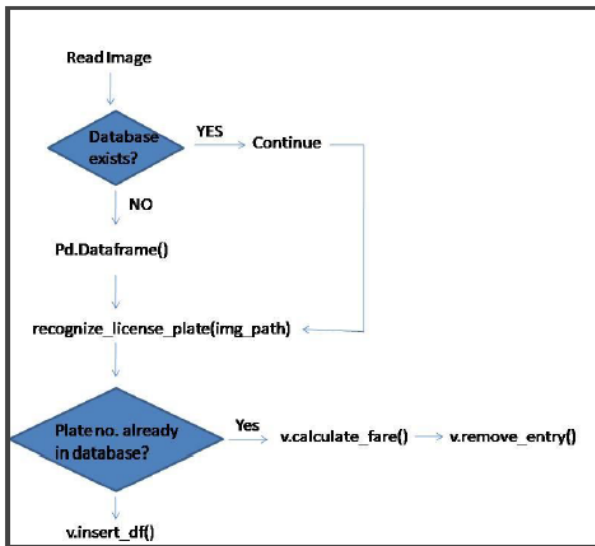 Read Image
Database
exists?
YES
Continue
NO
Pd.Dataframe()
recognize_license_plate(img_path)
Plate no. already
in database?
Yes
v.calculate_fare()
v.remove_entry()
v.insert_df()